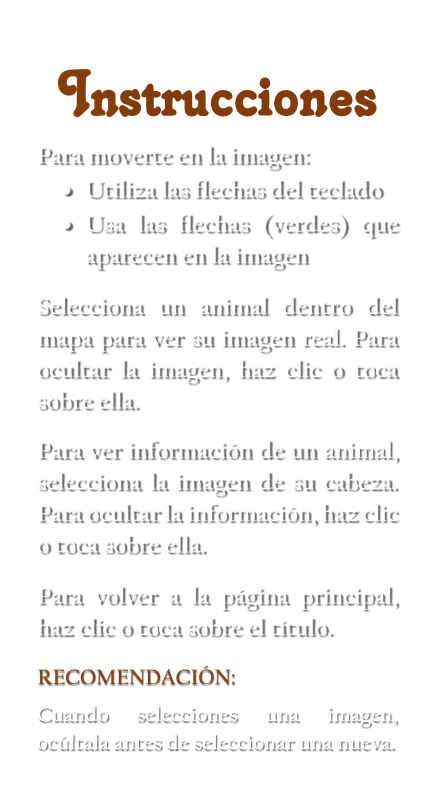 Instrucciones
Para moverte en la imagen:
• Utiliza las flechas del teclado
• Usa las flechas (verdes) que
aparecen en la imagen
Selecciona un animal dentro del
mapa para ver su imagen real. Para
ocultar la imagen, haz clic o toca
sobre ella.
Para ver información de un animal,
selecciona la imagen de su cabeza.
Para ocultar la información, haz clic
o toca sobre ella.
Para volver a la página principal,
haz clic o toca sobre el título.
RECOMENDACIÓN:
Cuando selecciones una imagen,
ocúltala antes de seleccionar una nueva.